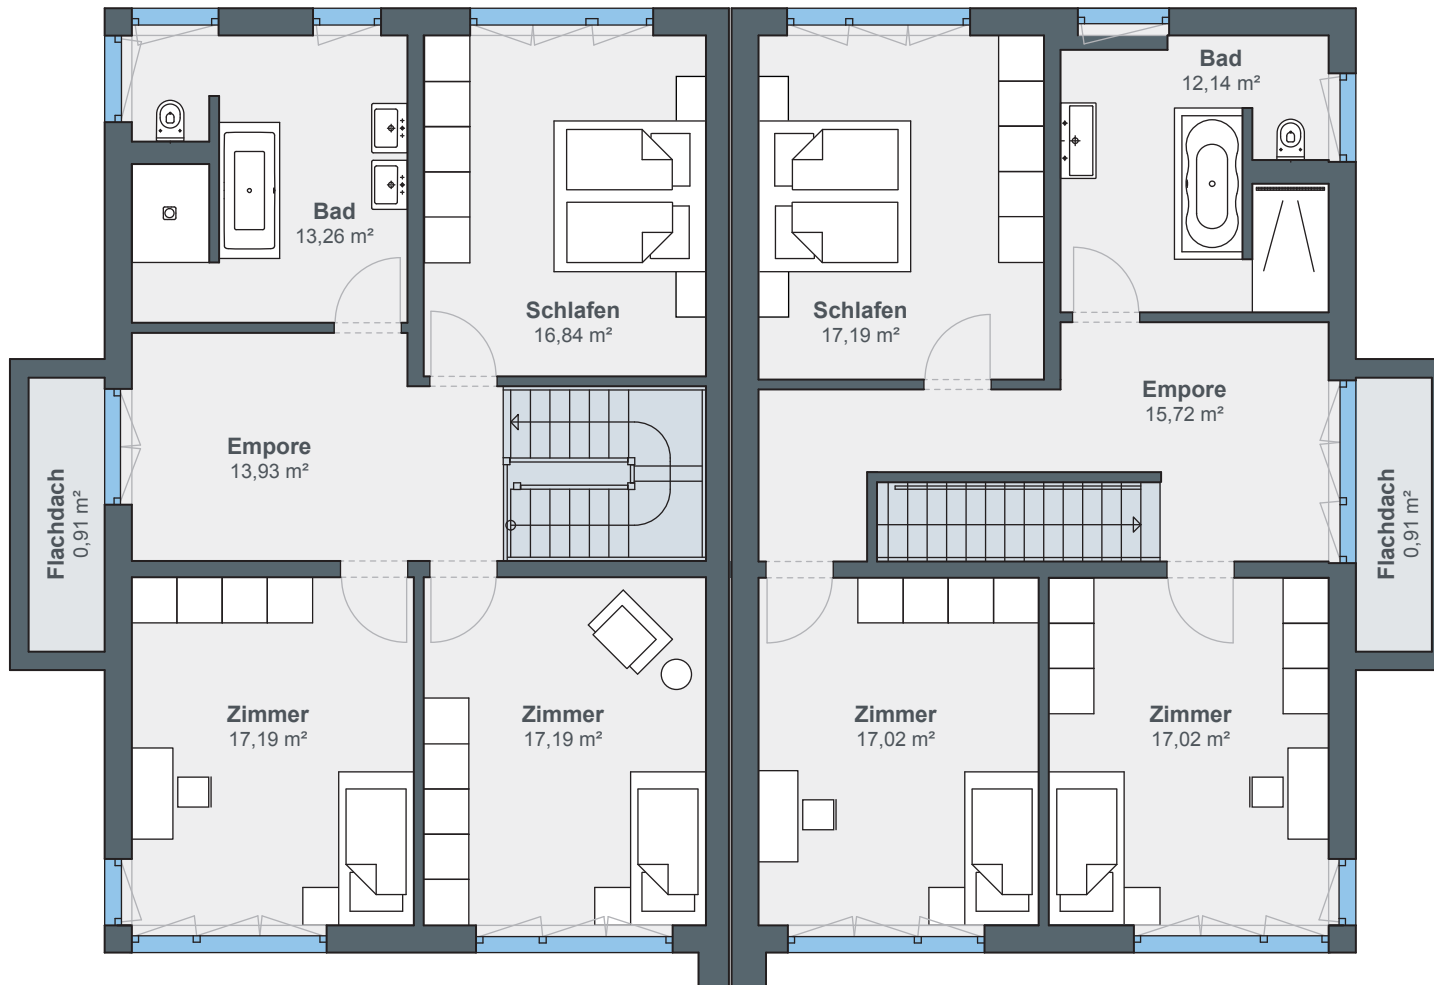 Bad
13,26 m²
Schlafen
16,84 m²
Empore
13,93 m²
Flachdach
0,91 m²
Zimmer
17,19 m²
Zimmer
17,19 m²
Schlafen
17,19 m²
Bad
12,14 m²
Empore
15,72 m²
Flachdach
0,91 m²
Zimmer
17,02 m²
Zimmer
17,02 m²